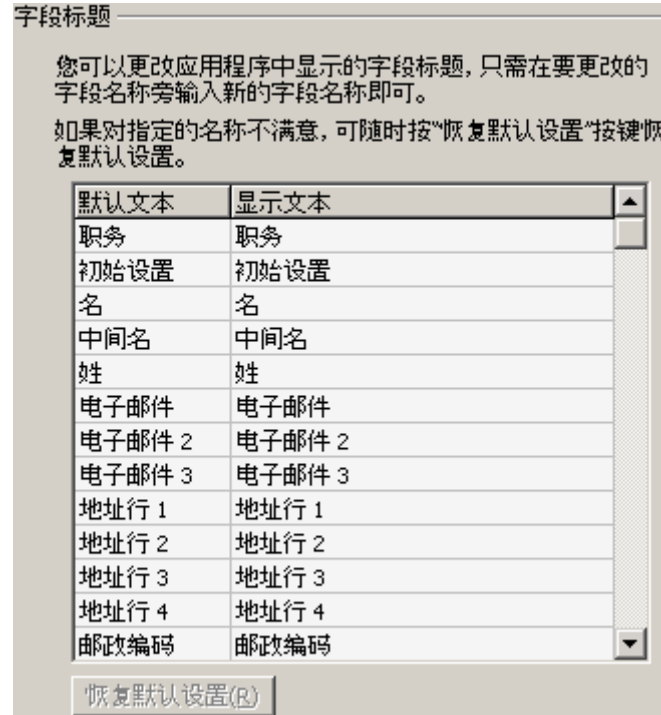 字段标题
您可以更改应用程序中显示的字段标题, 只需在要更改的
字段名称旁输入新的字段名称即可。
如果对指定的名称不满意, 可随时按“恢复默认设置”按键恢
复默认设置。
默认文本 显示文本
职务 职务
初始设置 初始设置
名 名
中间名 中间名
姓 姓
电子邮件 电子邮件
电子邮件 2 电子邮件 2
电子邮件 3 电子邮件 3
地址行 1 地址行 1
地址行 2 地址行 2
地址行 3 地址行 3
地址行 4 地址行 4
邮政编码 邮政编码
恢复默认设置(R)